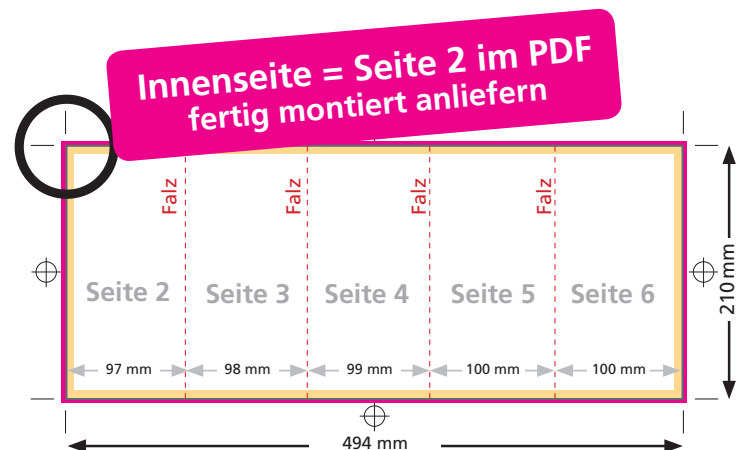 Innenseite = Seite 2 im PDF
fertig montiert anliefern
Falz
Falz
Falz
Falz
Seite 2
Seite 3
Seite 4
Seite 5
Seite 6
97 mm
98 mm
99 mm
100 mm
100 mm
210 mm
494 mm